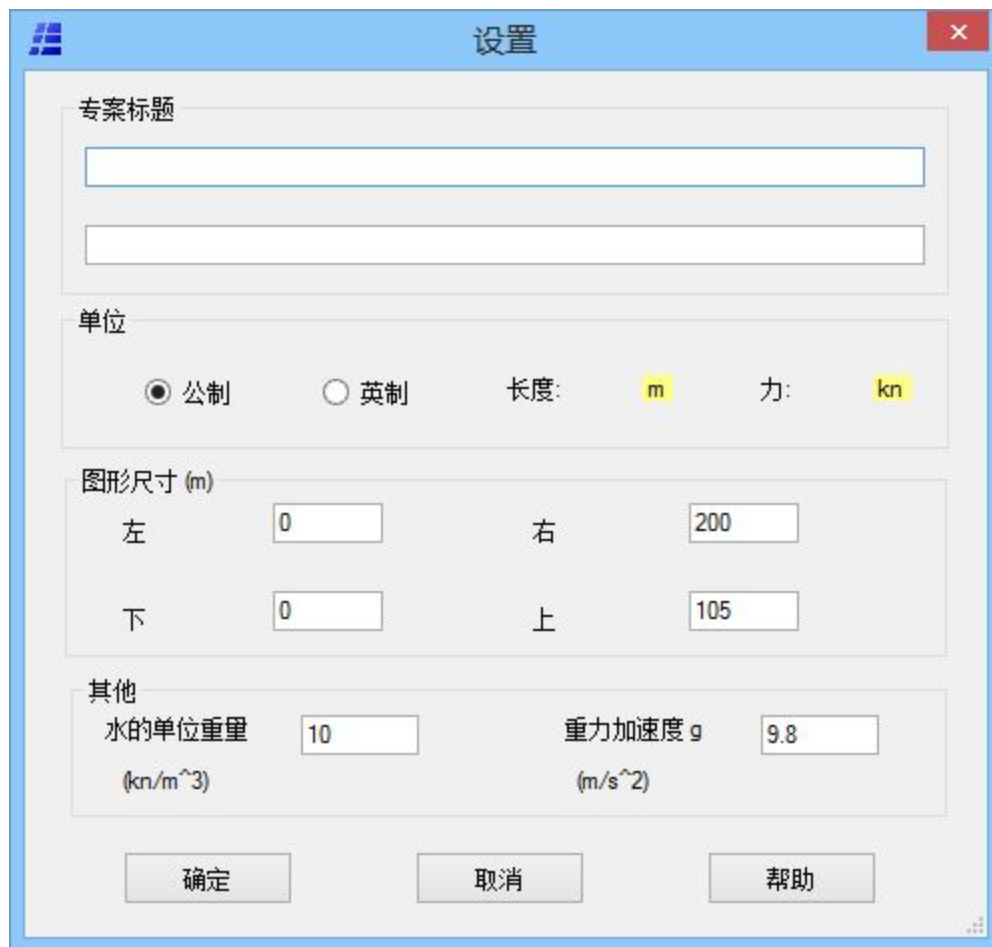 设置
专案标题
单位
公制 英制 长度: m 力: kn
图形尺寸 (m)
左 0 右 200
下 0 上 105
其他
水的单位重量 10 重力加速度 g 9.8
(kn/m^3) (m/s^2)
确定 取消 帮助